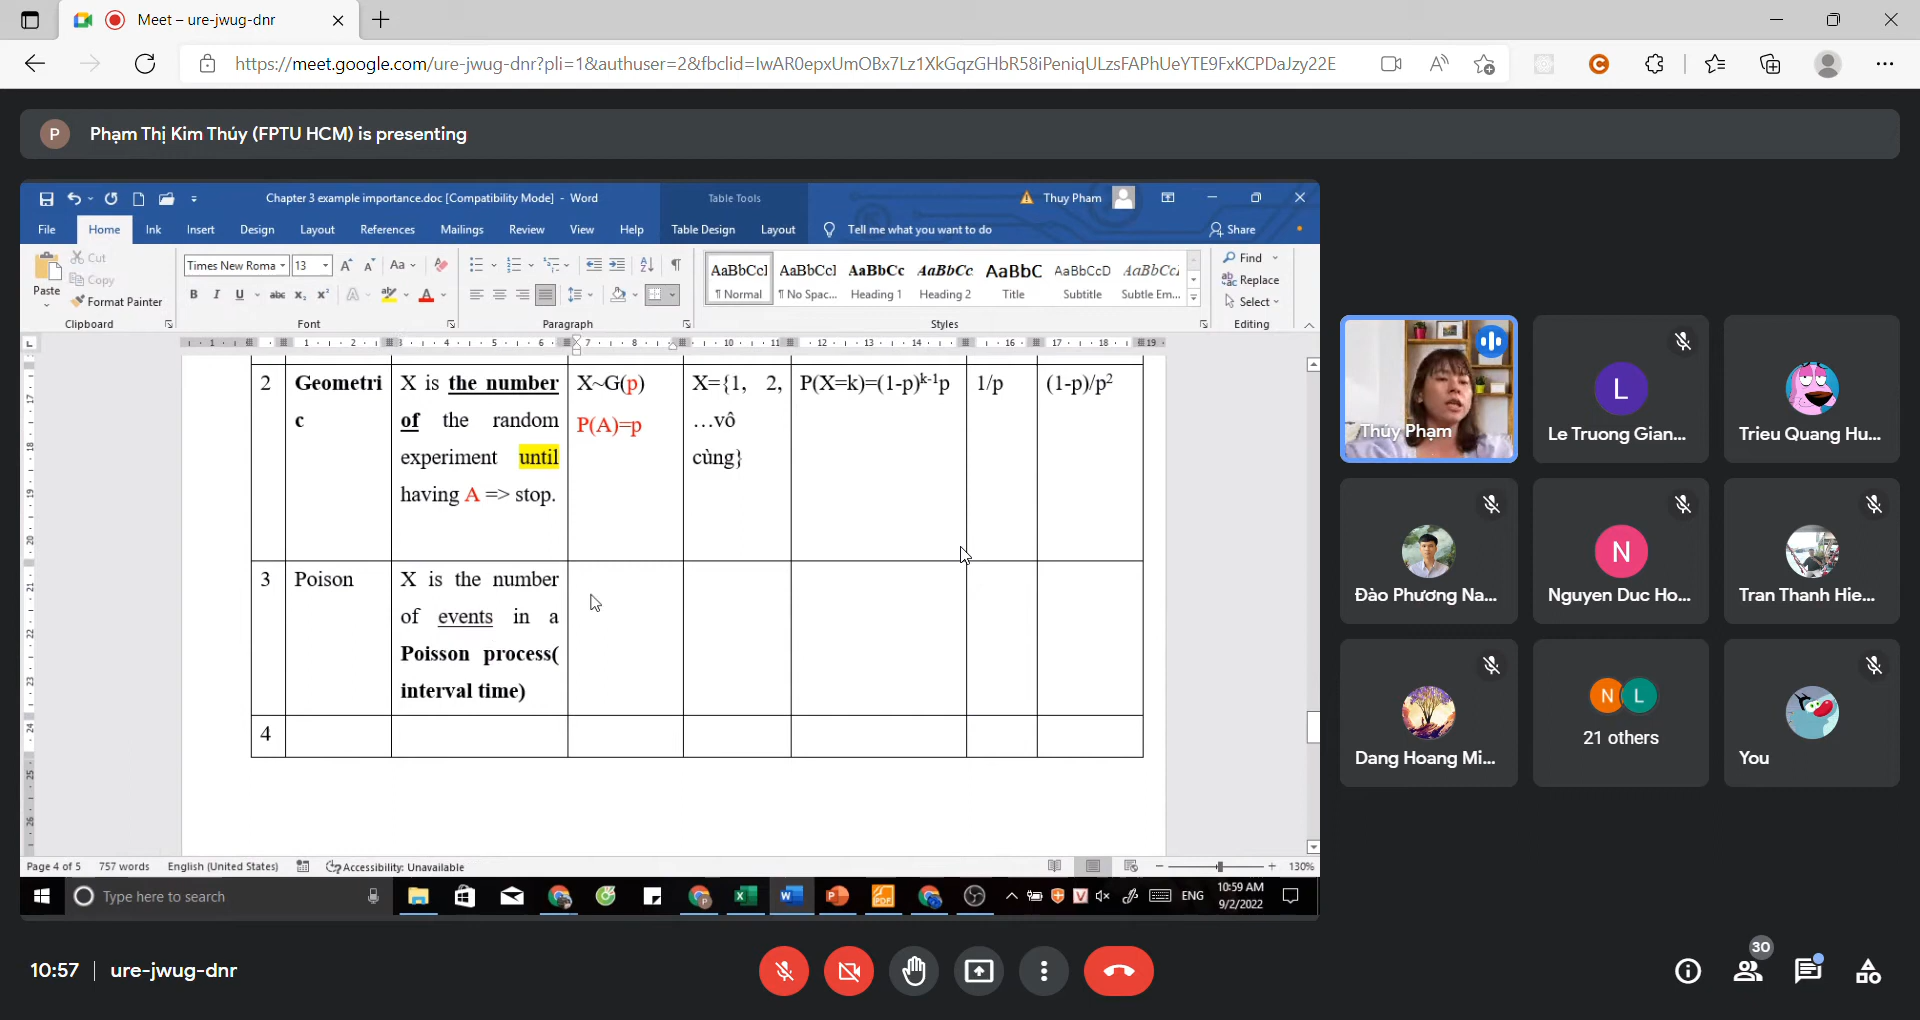 Meet – ure-jwug-dnr
https://meet.google.com/ure-jwug-dnr?pli=1&authuser=2&fbclid=IwAR0epxUmOBx7Lz1XkGqzGHbR58iPeniqULzsFAPhUeYTE9FxKCPDaJzy22E
P Phạm Thị Kim Thúy (FPTU HCM) is presenting
Chapter 3 example importance.doc [Compatibility Mode] - Word
Table Tools
Thuy Pham
File Home Ink Insert Design Layout References Mailings Review View Help Table Design Layout Tell me what you want to do Share
Paste
Cut
Copy
Format Painter
Clipboard
Times New Roma 13
Font
Paragraph
AaBbCcI AaBbCcI AaBbCc AaBbCc AaBbC AaBbCcD AaBbCcI
¶ Normal ¶ No Spac... Heading 1 Heading 2 Title Subtitle Subtle Em...
Styles
Find
Replace
Select
Editing
2
Geometri
c
X is the number
of the random
experiment until
having A => stop.
X~G(p)
P(A)=p
X={1, 2,
…vô
cùng}
P(X=k)=(1-p)ᵏ⁻¹p
1/p
(1-p)/p²
3
Poison
X is the number
of events in a
Poisson process(
interval time)
4
Page 4 of 5 757 words English (United States) Accessibility: Unavailable 130%
Type here to search
ENG
10:59 AM
9/2/2022
Thúy Phạm
L
Le Truong Gian...
Trieu Quang Hu...
Đào Phương Na...
N
Nguyen Duc Ho...
Tran Thanh Hie...
Dang Hoang Mi...
N L
21 others
You
10:57 | ure-jwug-dnr
30